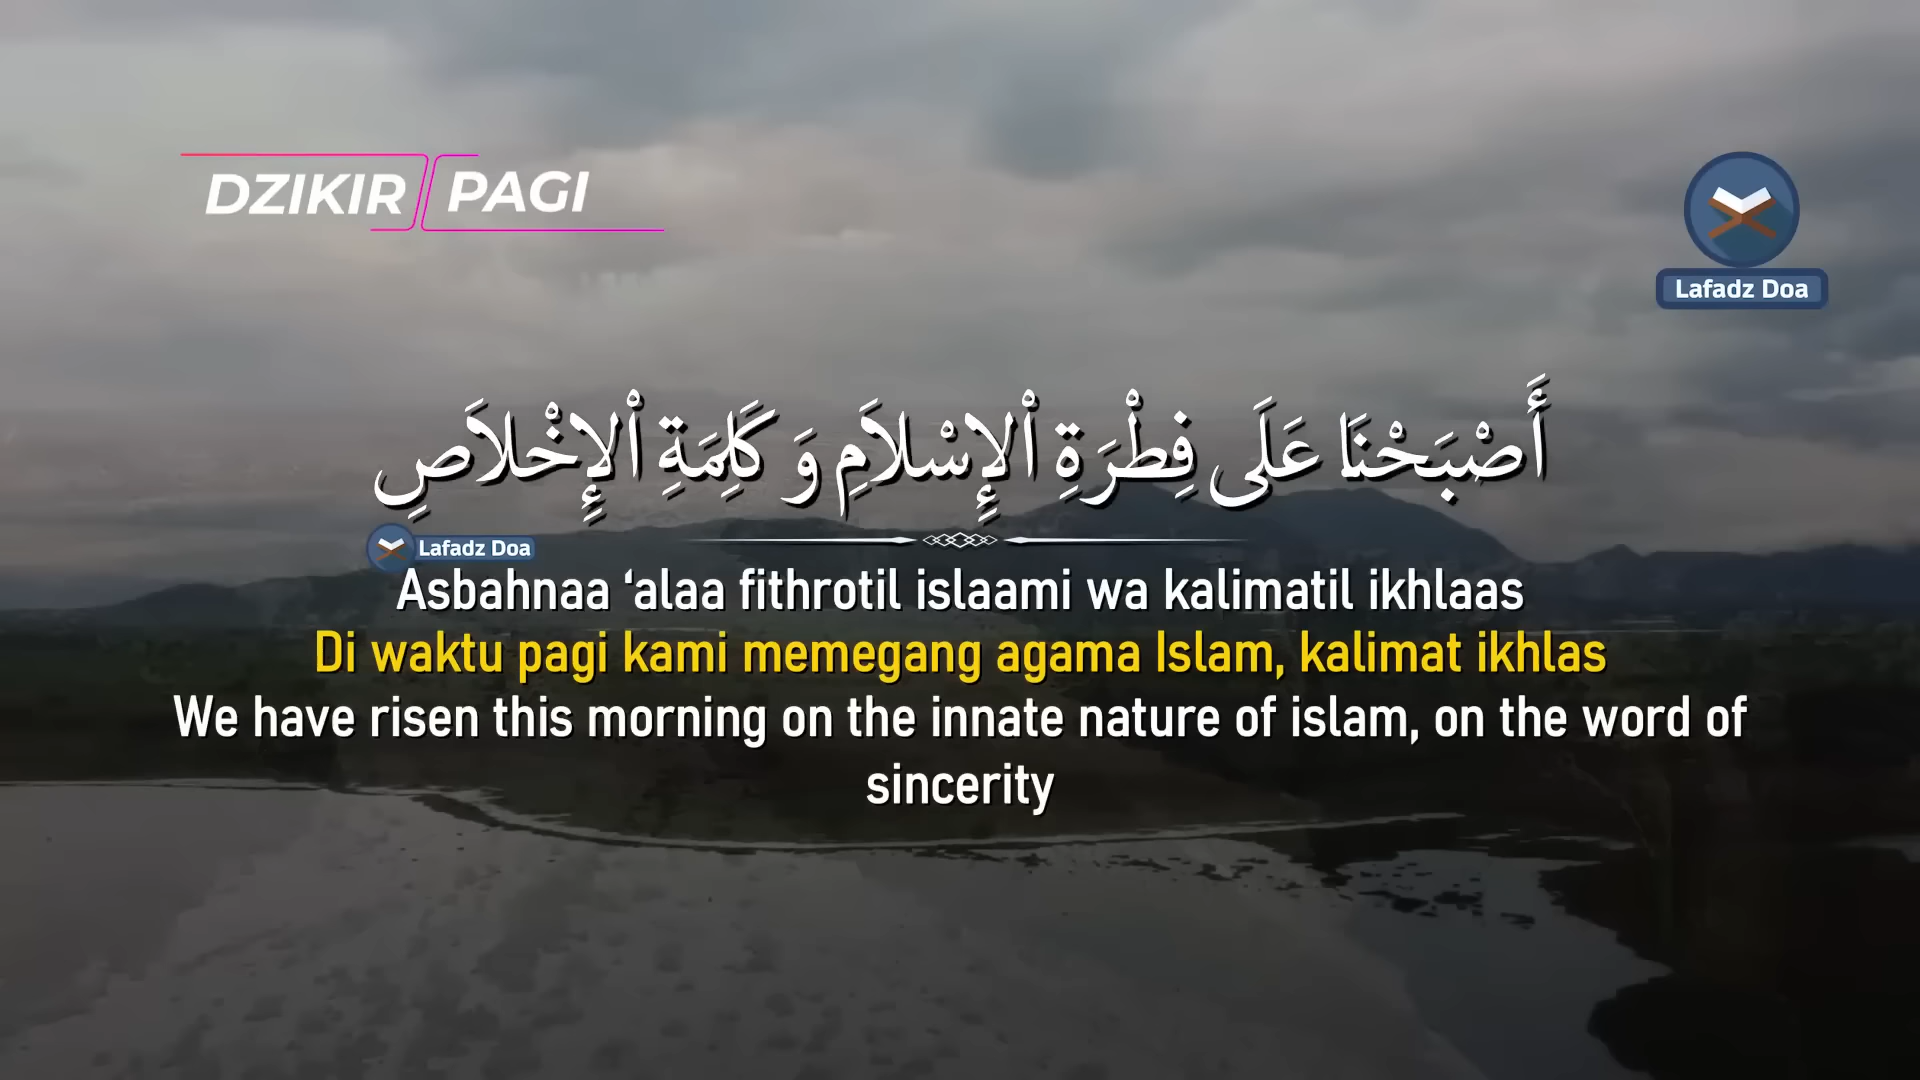 DZIKIR PAGI
Lafadz Doa
أَصْبَحْنَا عَلَى فِطْرَةِ ٱلْإِسْلَامِ وَ كَلِمَةِ ٱلْإِخْلَاصِ
Lafadz Doa
Asbahnaa ‘alaa fithrotil islaami wa kalimatil ikhlaas
Di waktu pagi kami memegang agama Islam, kalimat ikhlas
We have risen this morning on the innate nature of islam, on the word of
sincerity